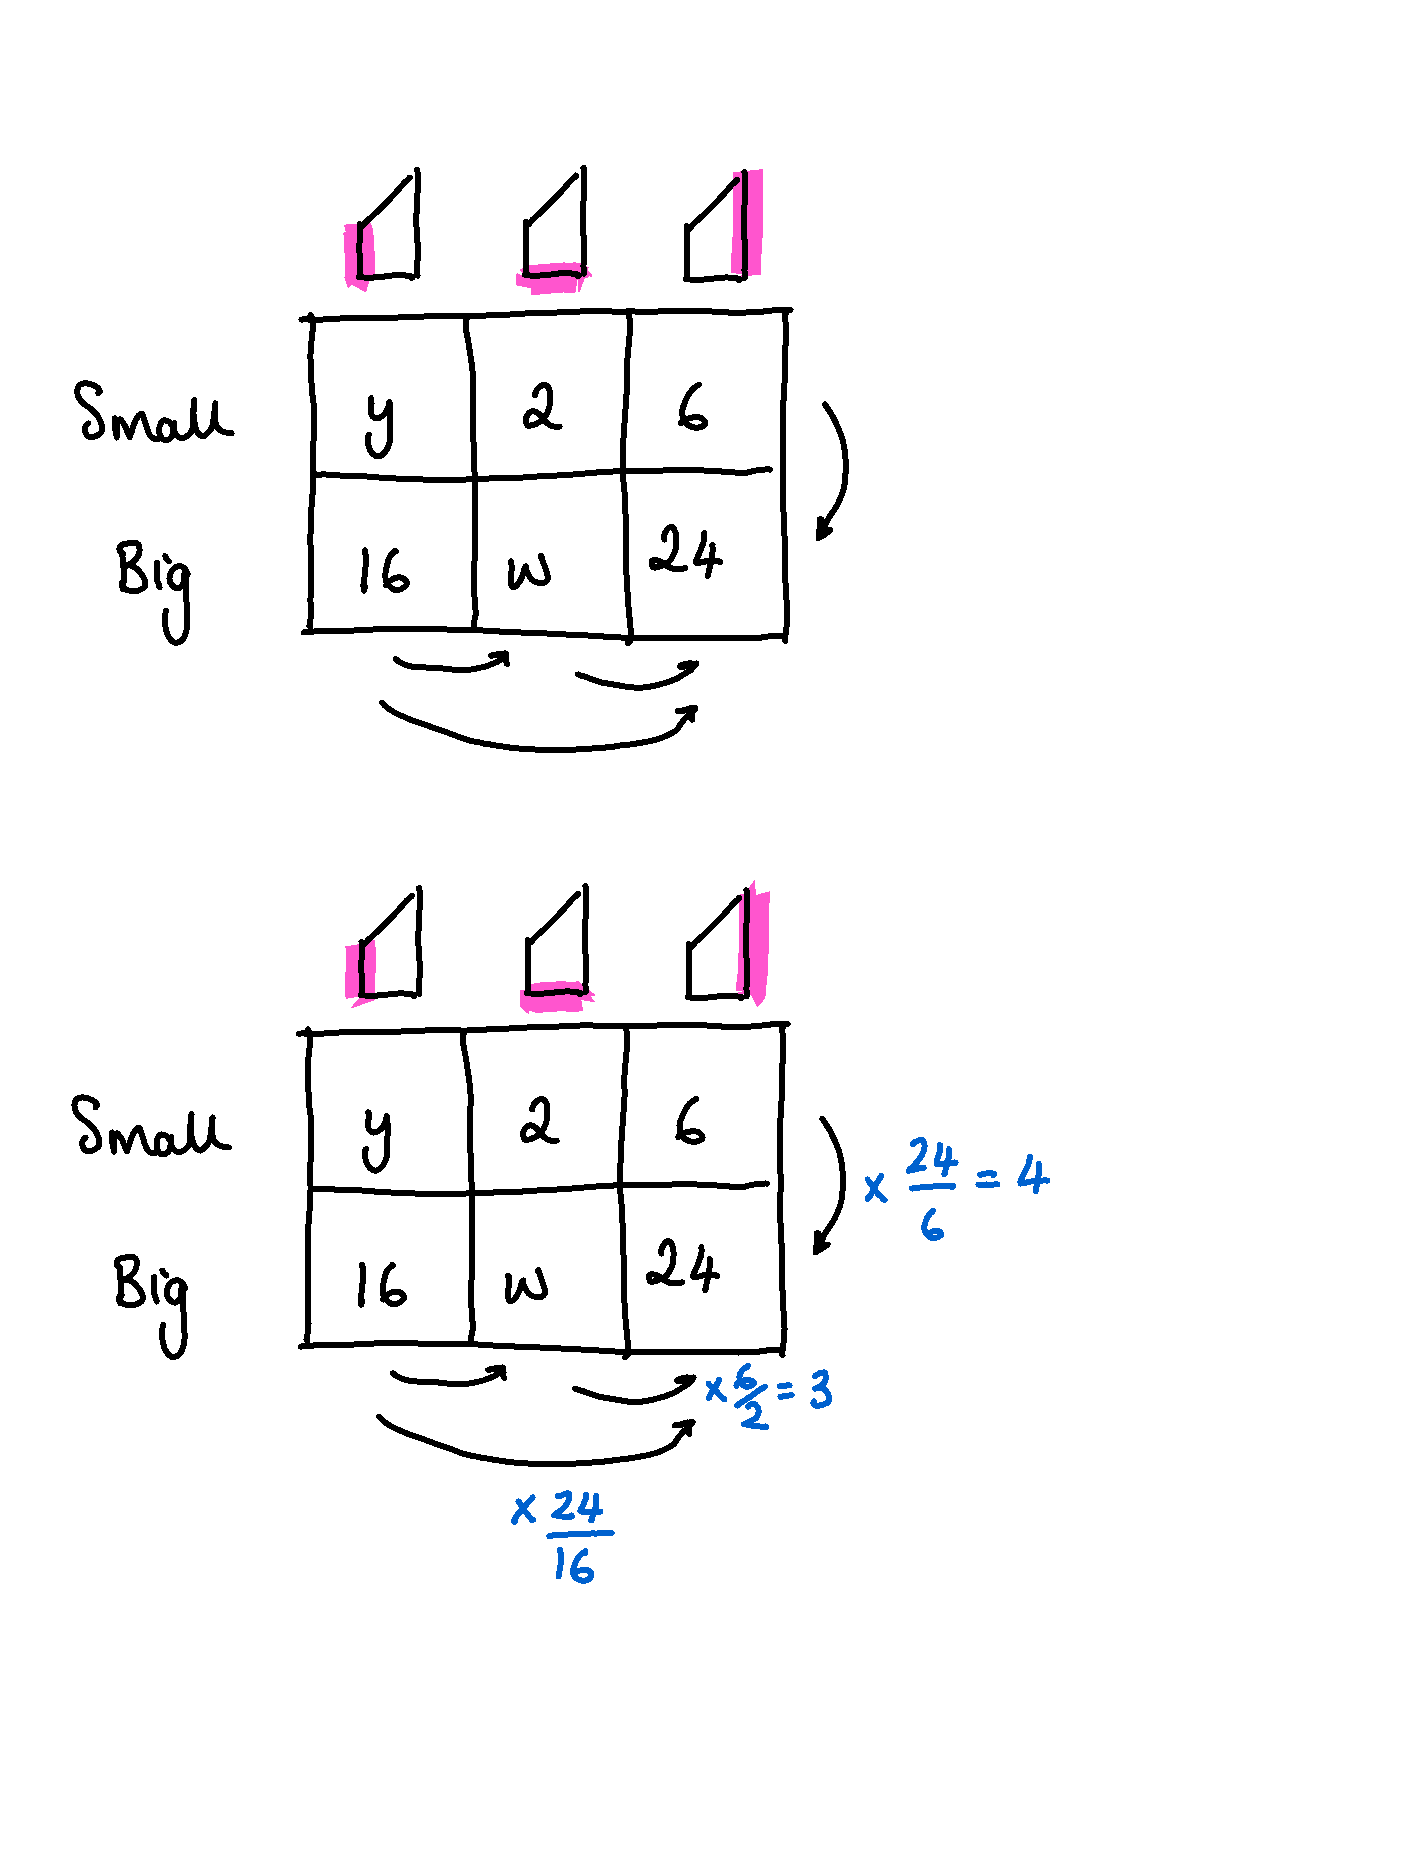 Small y 2 6
Big 16 w 24
Small y 2 6
× 24/6 = 4
Big 16 w 24
× 6/2 = 3
× 24/16